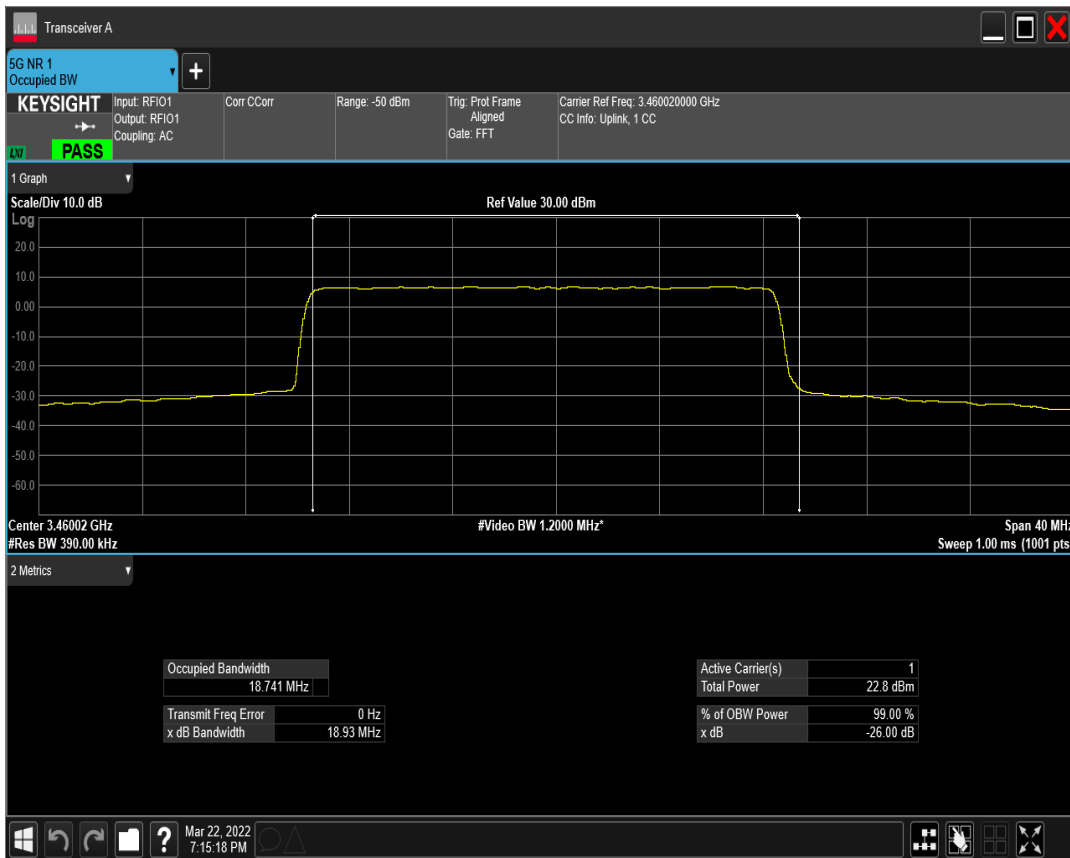 Transceiver A
5G NR 1
Occupied BW
+
KEYSIGHT
LXI
PASS
Input: RFIO1
Output: RFIO1
Coupling: AC
Corr CCorr
Range: -50 dBm
Trig: Prot Frame
Aligned
Gate: FFT
Carrier Ref Freq: 3.460020000 GHz
CC Info: Uplink, 1 CC
1 Graph
Scale/Div 10.0 dB
Ref Value 30.00 dBm
Log
20.0
10.0
0.00
-10.0
-20.0
-30.0
-40.0
-50.0
-60.0
Center 3.46002 GHz
#Video BW 1.2000 MHz*
Span 40 MHz
#Res BW 390.00 kHz
Sweep 1.00 ms (1001 pts
2 Metrics
Occupied Bandwidth
18.741 MHz
Transmit Freq Error 0 Hz
x dB Bandwidth 18.93 MHz
Active Carrier(s) 1
Total Power 22.8 dBm
% of OBW Power 99.00 %
x dB -26.00 dB
?
Mar 22, 2022
7:15:18 PM